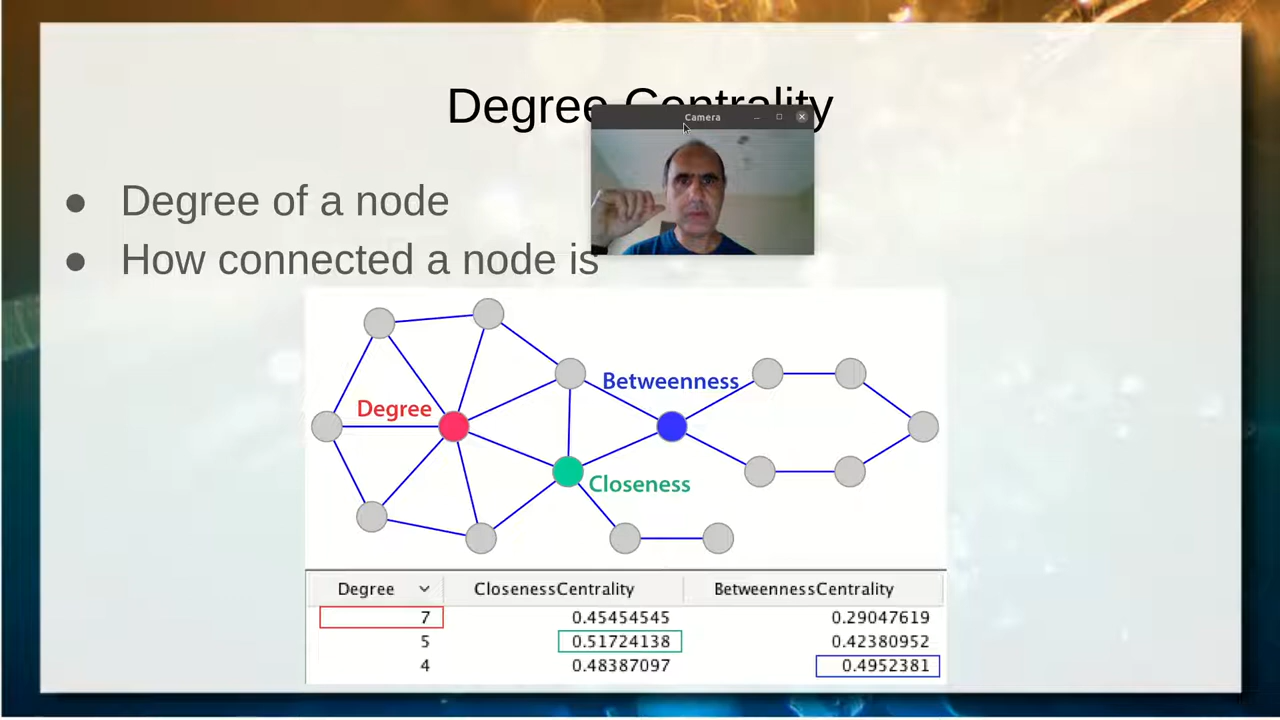 Degree Centrality
Camera
Degree of a node
How connected a node is
Betweenness
Degree
Closeness
Degree ClosenessCentrality BetweennessCentrality
7 0.45454545 0.29047619
5 0.51724138 0.42380952
4 0.48387097 0.4952381